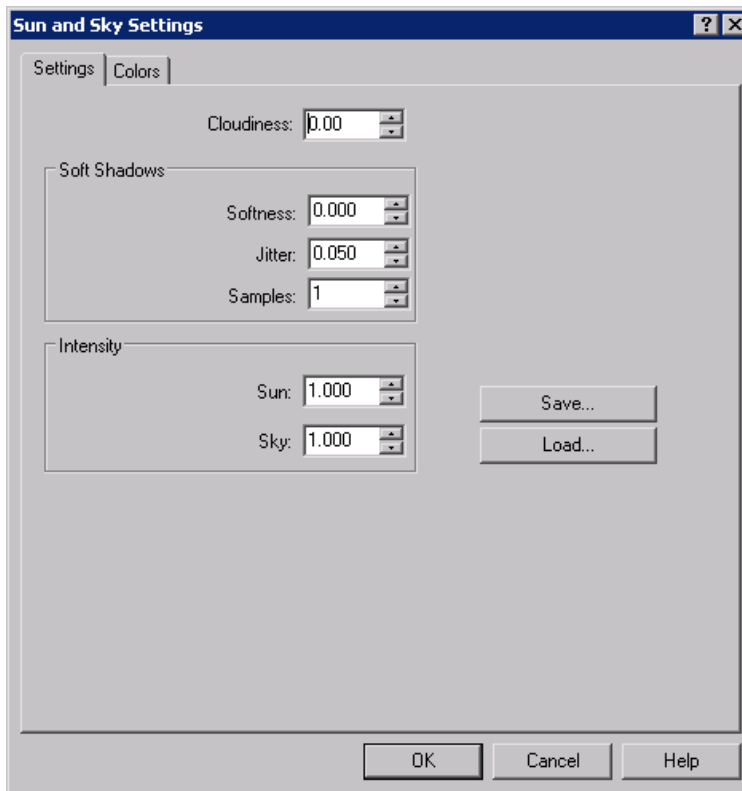 Sun and Sky Settings
Settings Colors
Cloudiness: 0.00
Soft Shadows
Softness: 0.000
Jitter: 0.050
Samples: 1
Intensity
Sun: 1.000
Save...
Sky: 1.000
Load...
OK Cancel Help